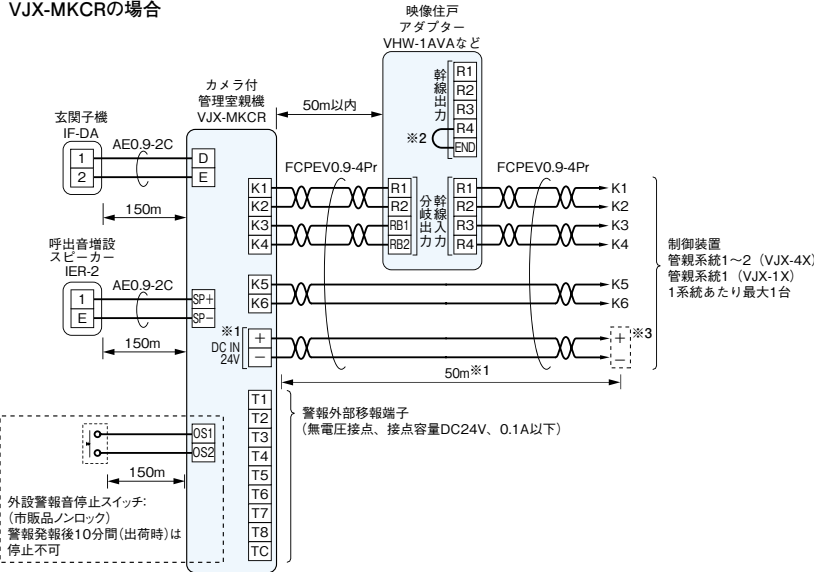 VJX-MKCRの場合
映像住戸
アダプター
VHW-1AVAなど
幹線出力
R1
R2
R3
R4
END
※2
カメラ付
管理室親機
VJX-MKCR
50m以内
玄関子機
IF-DA
1
2
AE0.9-2C
D
E
150m
FCPEV0.9-4Pr
FCPEV0.9-4Pr
K1
K2
K3
K4
R1
R2
RB1
RB2
分岐出力
幹線入力
R1
R2
R3
R4
K1
K2
K3
K4
呼出音増設
スピーカー
IER-2
1
E
AE0.9-2C
SP+
SP−
150m
K5
K6
K5
K6
制御装置
管親系統1～2（VJX-4X）
管親系統1（VJX-1X）
1系統あたり最大1台
※1
DC IN
24V
+
−
+
−
※3
50m※1
T1
T2
T3
T4
T5
T6
T7
T8
TC
警報外部移報端子
（無電圧接点、接点容量DC24V、0.1A以下）
OS1
OS2
150m
外設警報音停止スイッチ:
（市販品ノンロック）
警報発報後10分間（出荷時）は
停止不可